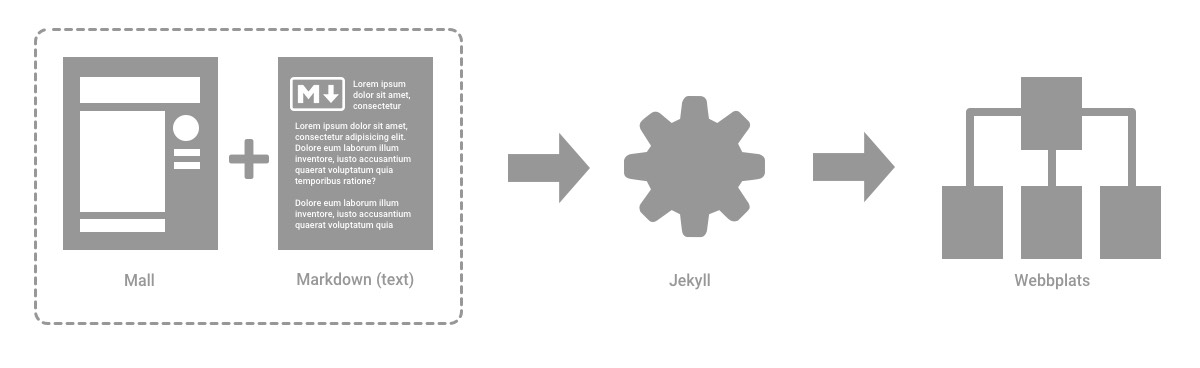 M
Lorem ipsum
dolor sit amet,
consectetur
Lorem ipsum dolor sit amet,
consectetur adipisicing elit.
Dolore eum laborum illum
inventore, iusto accusantium
quaerat voluptatum quia
temporibus ratione?
Dolore eum laborum illum
inventore, iusto accusantium
quaerat voluptatum quia
Mall
Markdown (text)
Jekyll
Webbplats